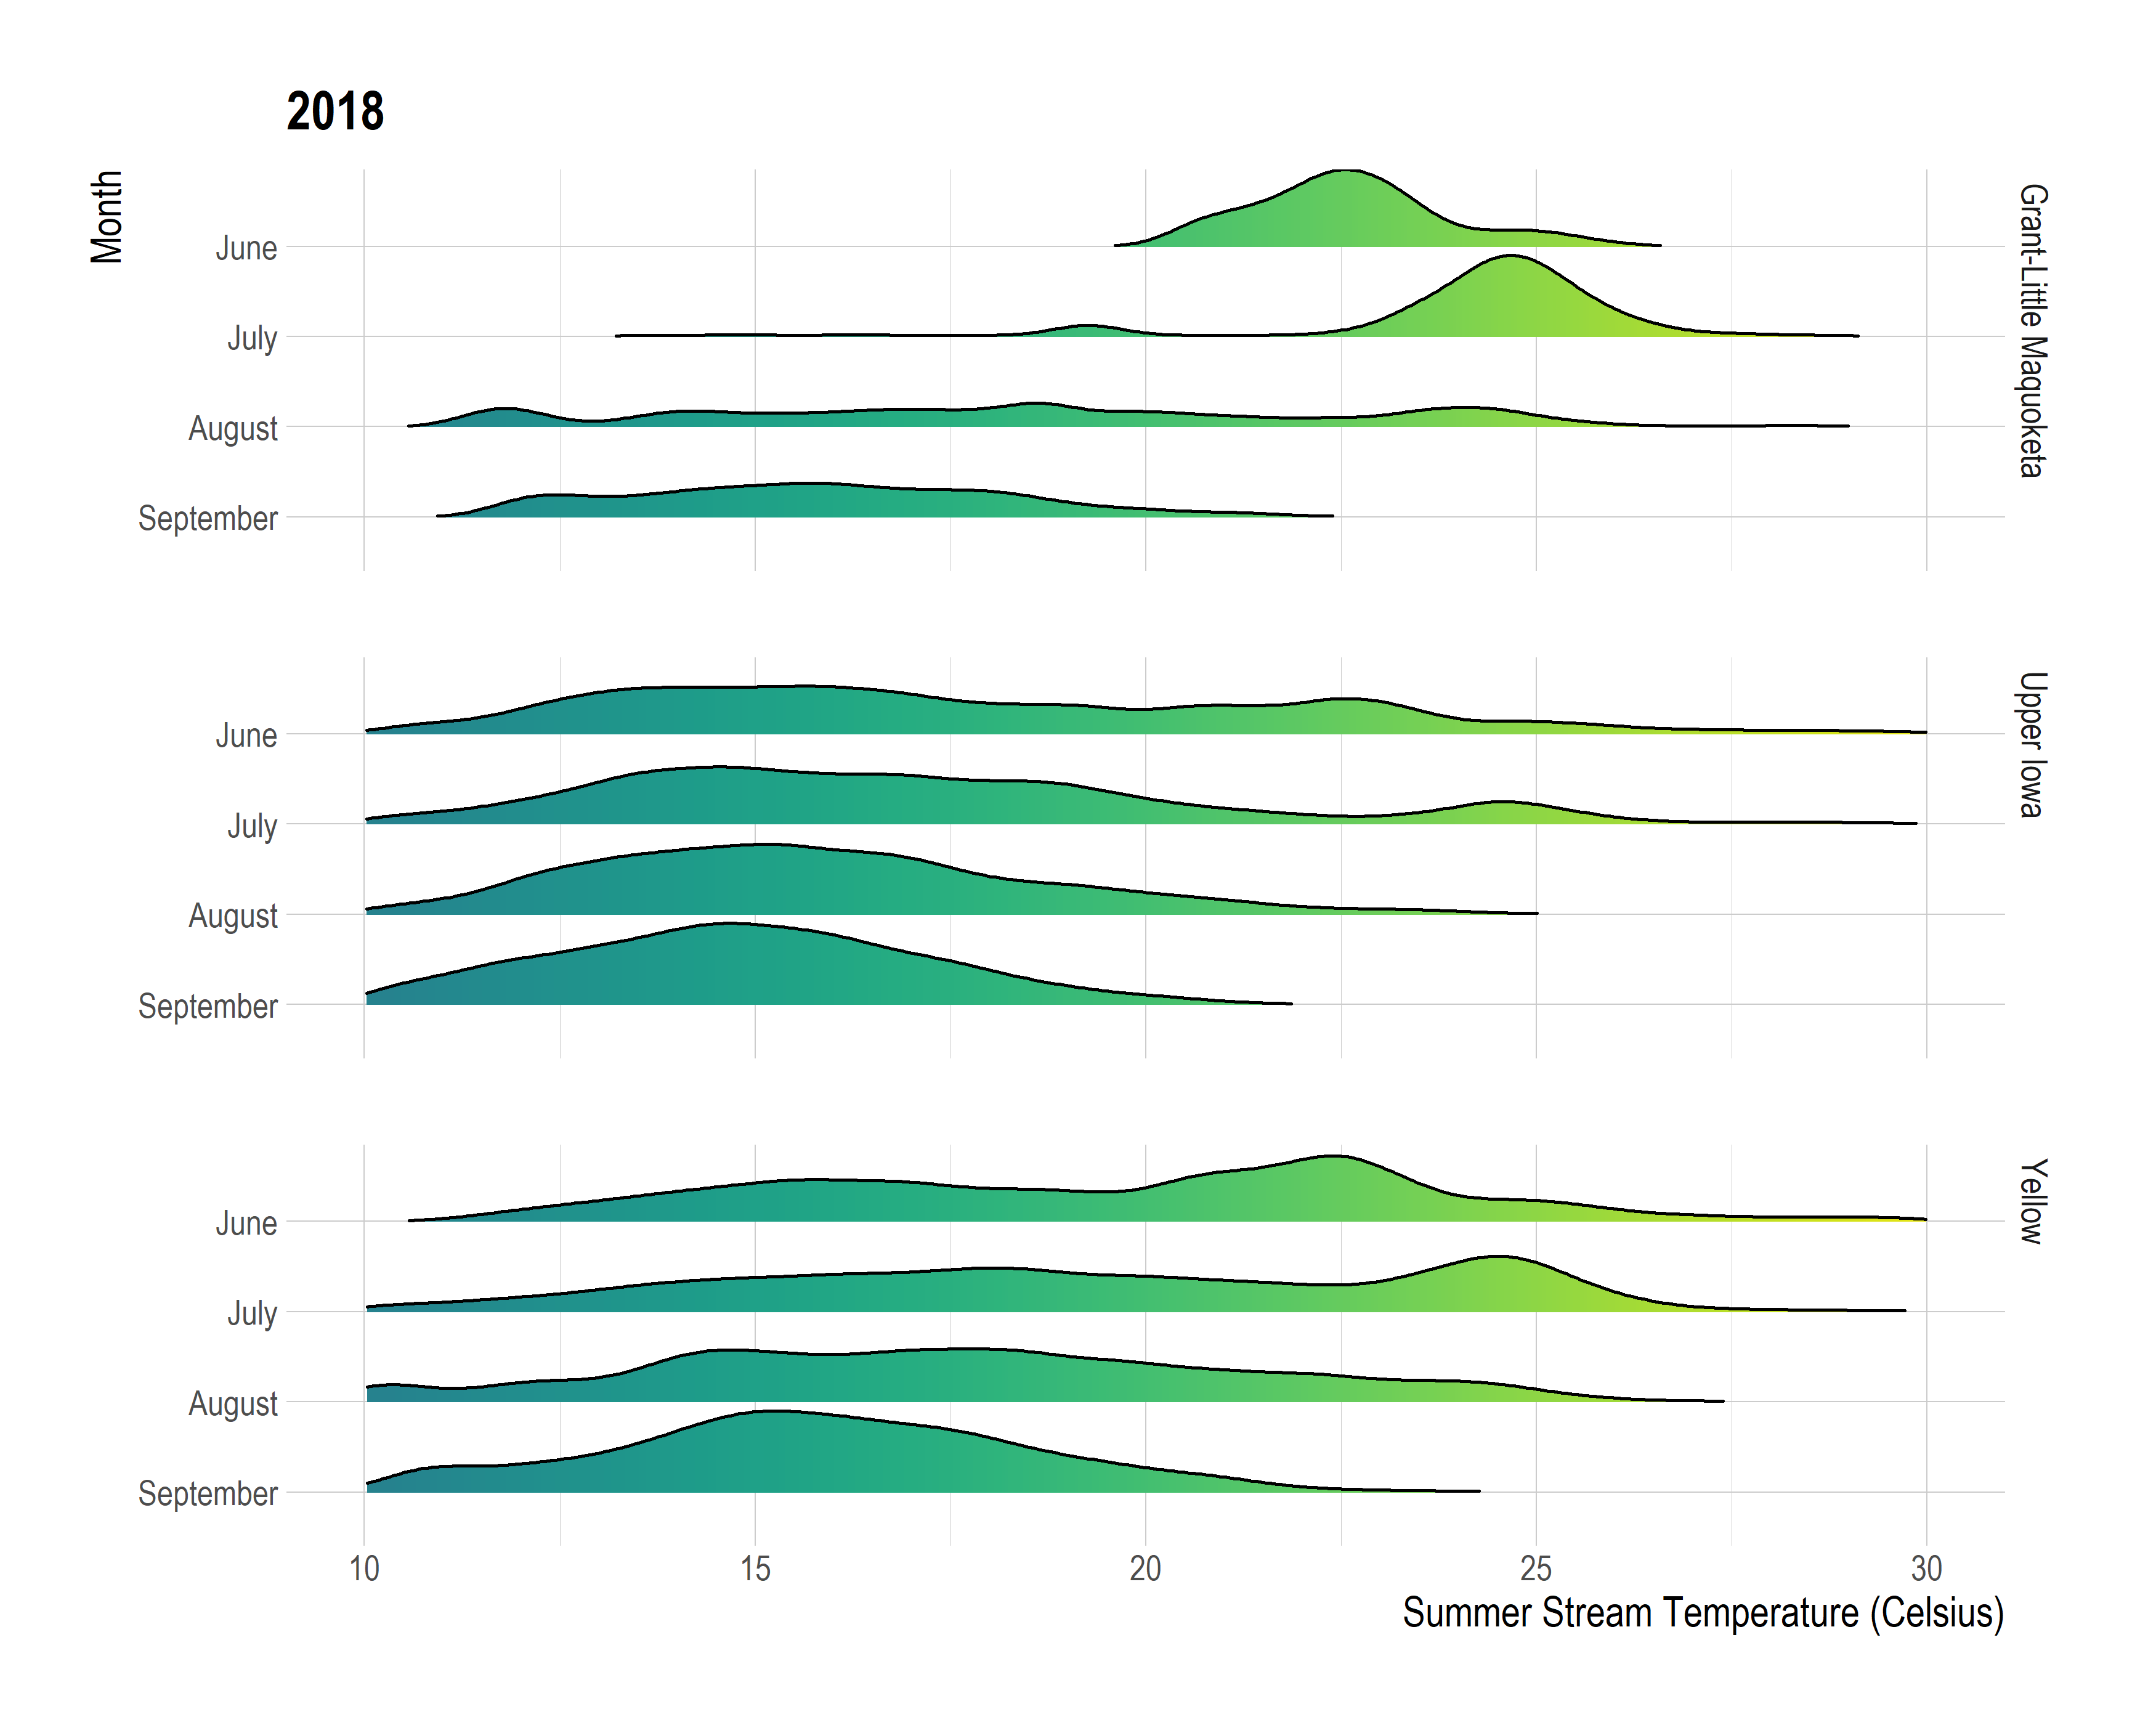 2018
Month
June
July
August
September
Grant-Little Maquoketa
June
July
August
September
Upper Iowa
June
July
August
September
Yellow
10 15 20 25 30
Summer Stream Temperature (Celsius)